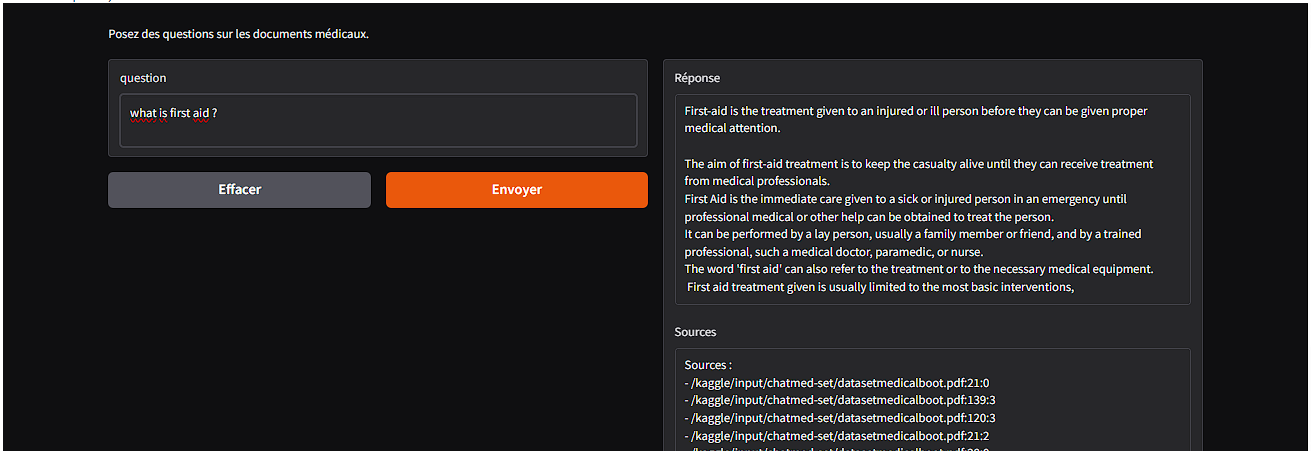 Posez des questions sur les documents médicaux.
question
what is first aid ?
Effacer
Envoyer
Réponse
First-aid is the treatment given to an injured or ill person before they can be given proper
medical attention.
The aim of first-aid treatment is to keep the casualty alive until they can receive treatment
from medical professionals.
First Aid is the immediate care given to a sick or injured person in an emergency until
professional medical or other help can be obtained to treat the person.
It can be performed by a lay person, usually a family member or friend, and by a trained
professional, such a medical doctor, paramedic, or nurse.
The word 'first aid' can also refer to the treatment or to the necessary medical equipment.
First aid treatment given is usually limited to the most basic interventions,
Sources
Sources :
- /kaggle/input/chatmed-set/datasetmedicalboot.pdf:21:0
- /kaggle/input/chatmed-set/datasetmedicalboot.pdf:139:3
- /kaggle/input/chatmed-set/datasetmedicalboot.pdf:120:3
- /kaggle/input/chatmed-set/datasetmedicalboot.pdf:21:2